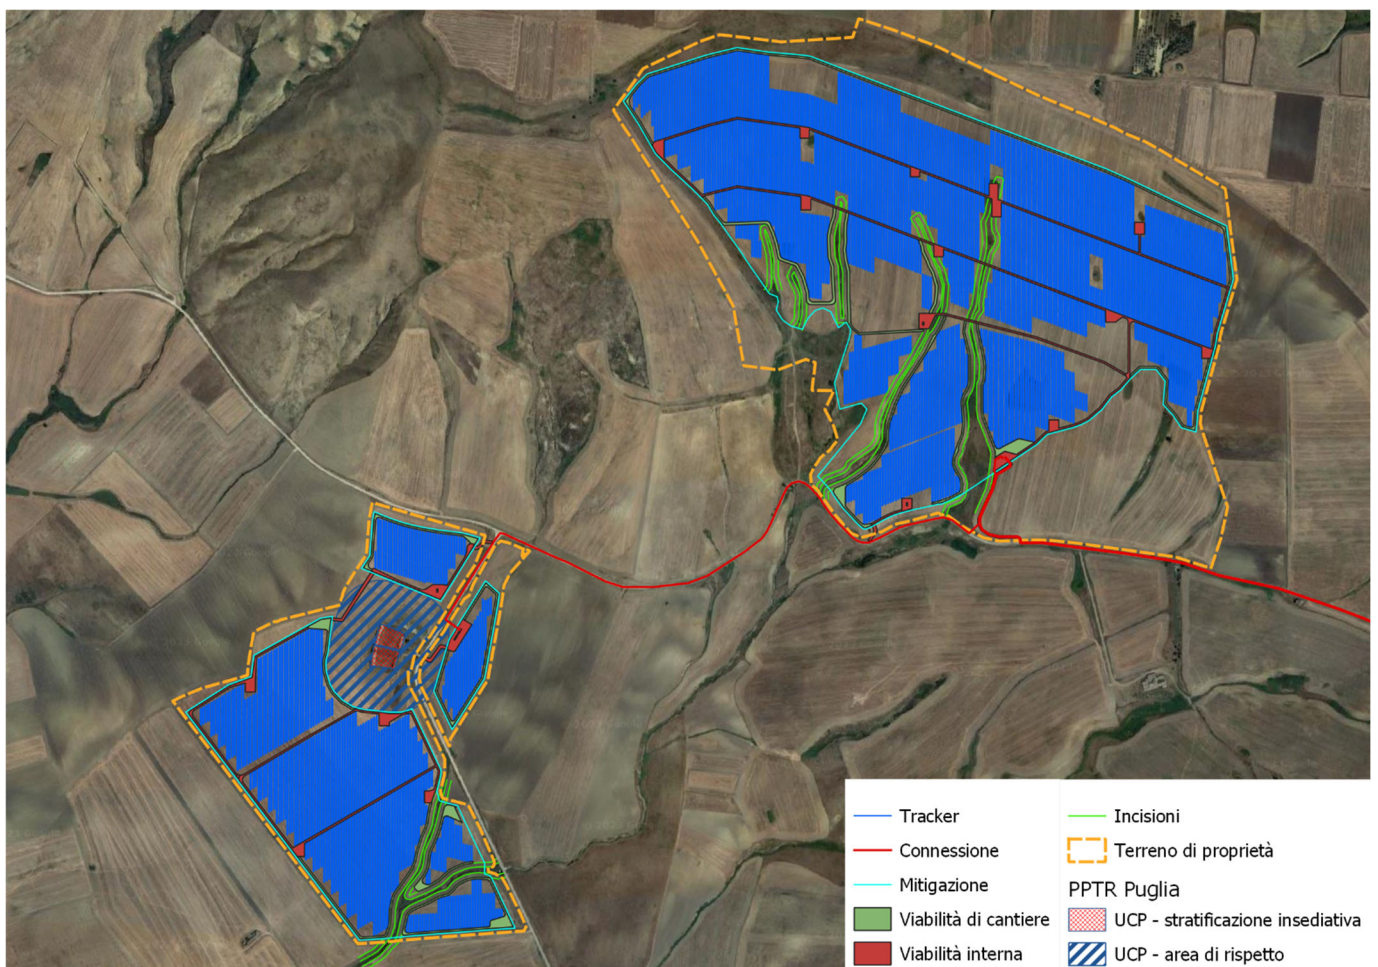 Tracker
Connessione
Mitigazione
Viabilità di cantiere
Viabilità interna
Incisioni
Terreno di proprietà
PPTR Puglia
UCP - stratificazione insediativa
UCP - area di rispetto